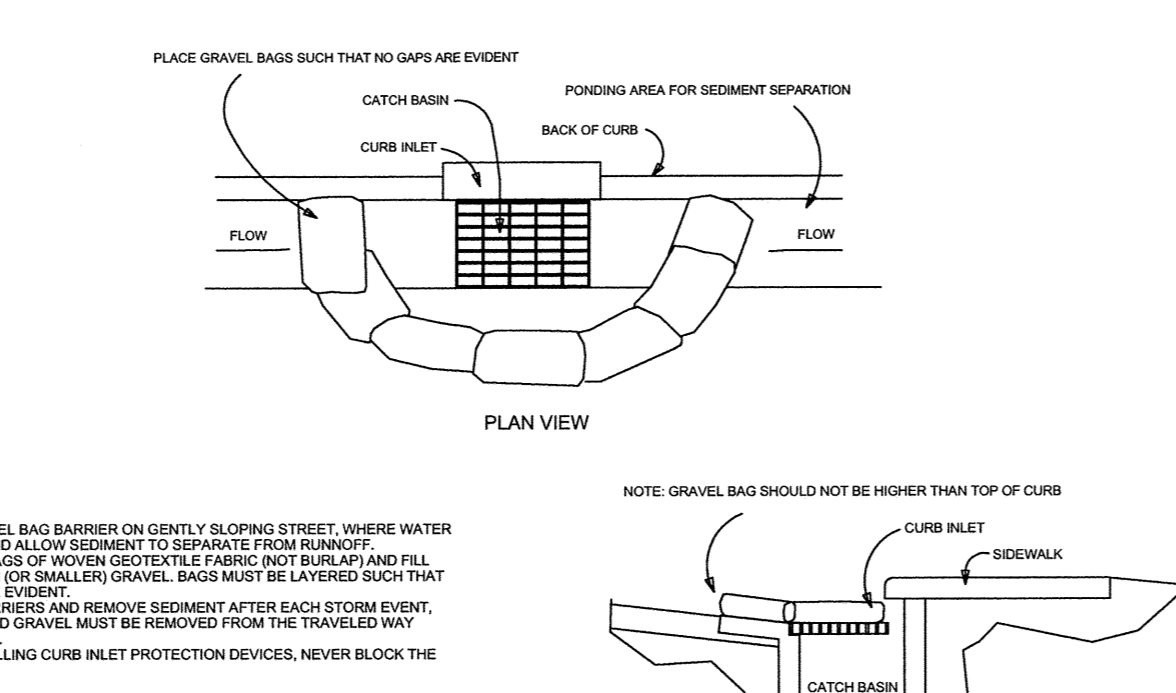 PLACE GRAVEL BAGS SUCH THAT NO GAPS ARE EVIDENT
CATCH BASIN
PONDING AREA FOR SEDIMENT SEPARATION
BACK OF CURB
CURB INLET
FLOW
FLOW
PLAN VIEW
NOTE: GRAVEL BAG SHOULD NOT BE HIGHER THAN TOP OF CURB
CURB INLET
SIDEWALK
CATCH BASIN
BAG BARRIER ON GENTLY SLOPING STREET, WHERE WATER
ALLOW SEDIMENT TO SEPARATE FROM RUNNOFF.
OF WOVEN GEOTEXTILE FABRIC (NOT BURLAP) AND FILL
(OR SMALLER) GRAVEL. BAGS MUST BE LAYERED SUCH THAT
EVIDENT.
AND REMOVE SEDIMENT AFTER EACH STORM EVENT,
GRAVEL MUST BE REMOVED FROM THE TRAVELED WAY
CURB INLET PROTECTION DEVICES, NEVER BLOCK THE